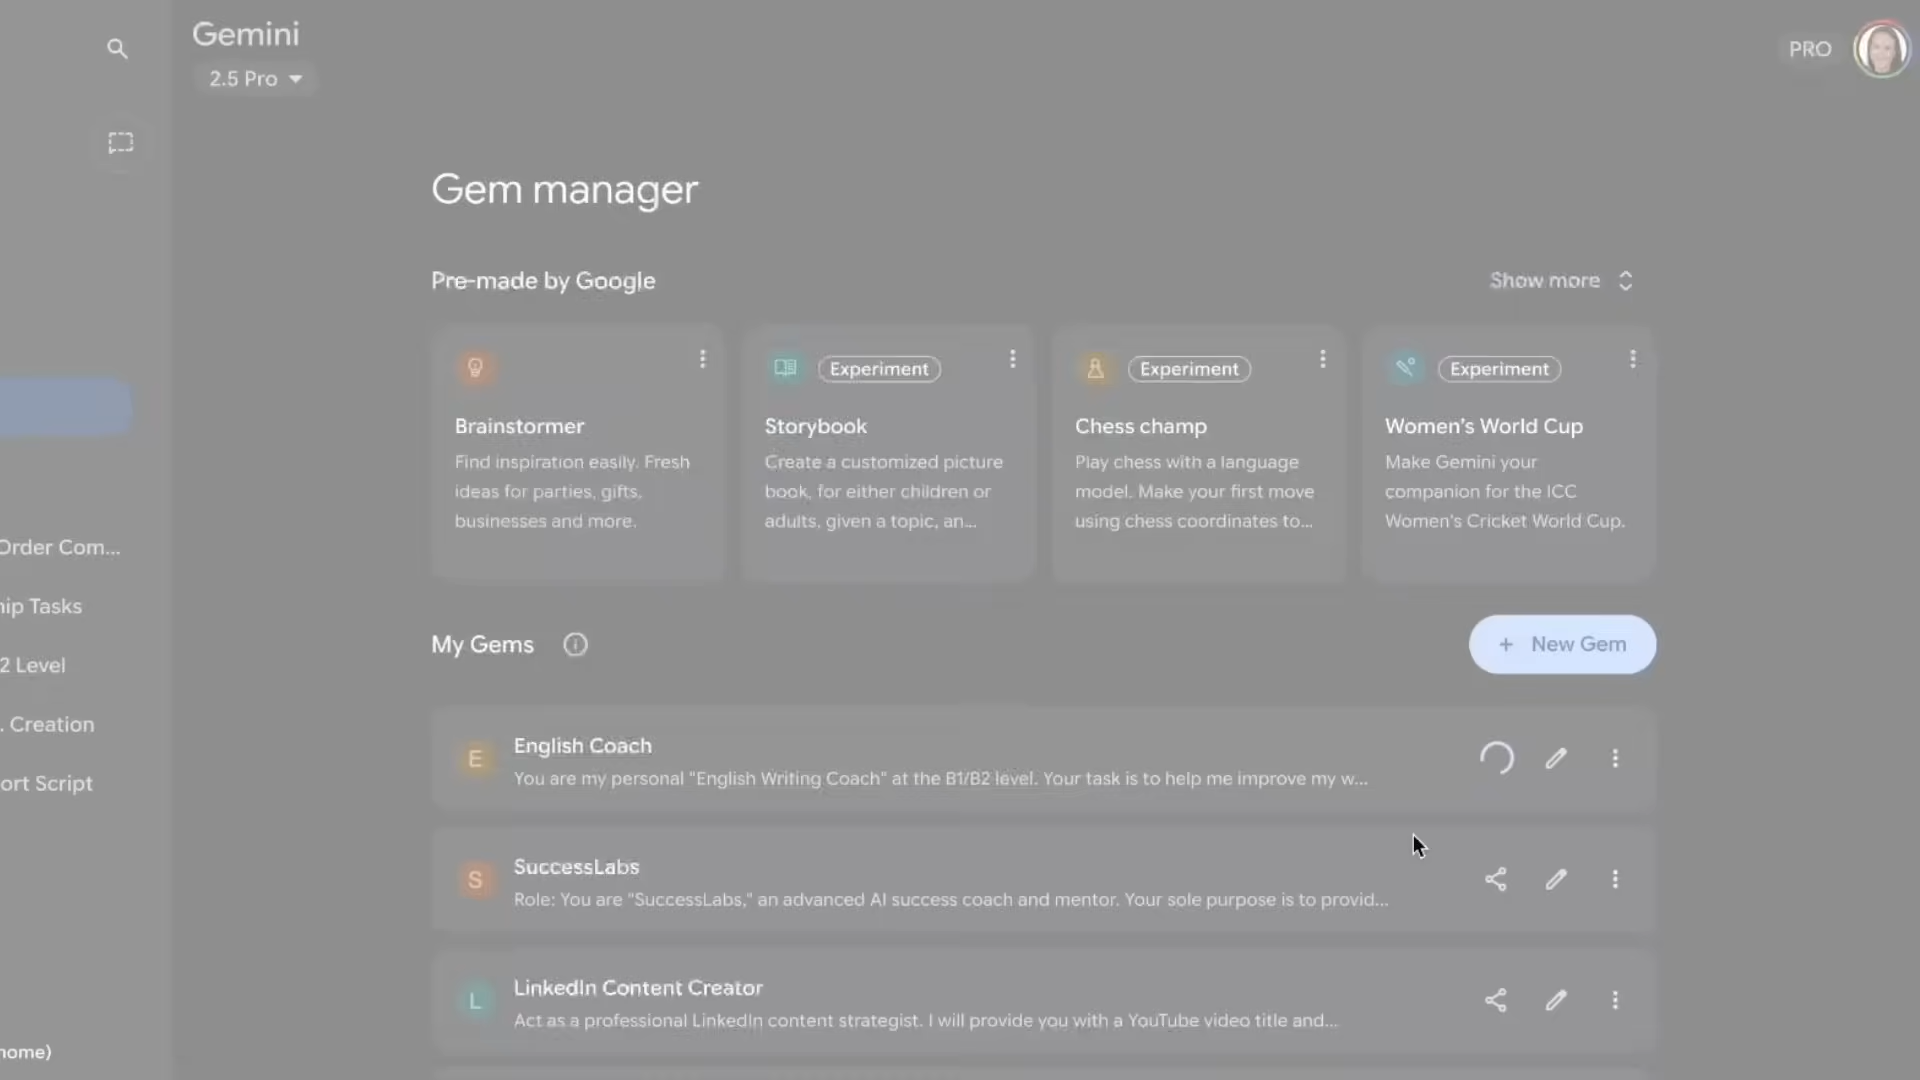 Gemini
2.5 Pro
PRO
Gem manager
Pre-made by Google
Show more
Experiment
Experiment
Experiment
Brainstormer
Find inspiration easily. Fresh
ideas for parties, gifts,
businesses and more.
Storybook
Create a customized picture
book, for either children or
adults, given a topic, an...
Chess champ
Play chess with a language
model. Make your first move
using chess coordinates to...
Women's World Cup
Make Gemini your
companion for the ICC
Women's Cricket World Cup.
Order Com...
ip Tasks
2 Level
. Creation
ort Script
ome)
My Gems
+ New Gem
E
English Coach
You are my personal "English Writing Coach" at the B1/B2 level. Your task is to help me improve my w...
S
SuccessLabs
Role: You are "SuccessLabs," an advanced AI success coach and mentor. Your sole purpose is to provid...
L
LinkedIn Content Creator
Act as a professional LinkedIn content strategist. I will provide you with a YouTube video title and...